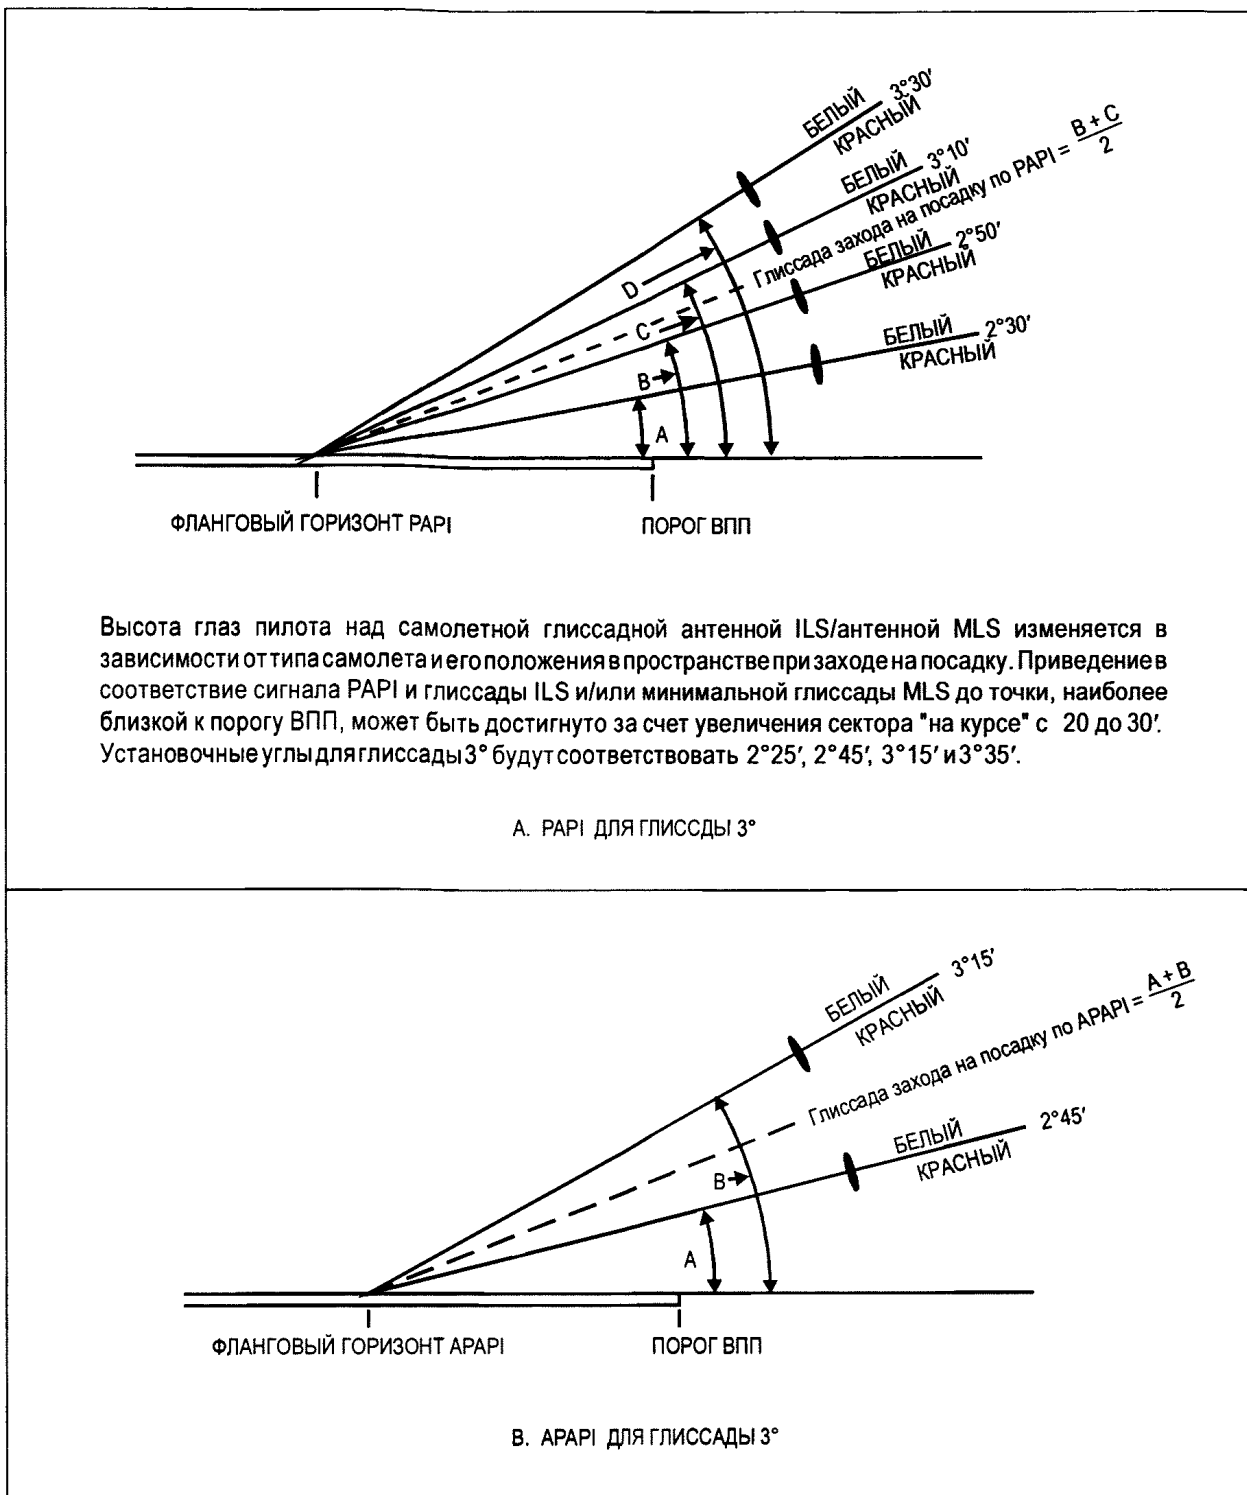 БЕЛЫЙ 3°30′
КРАСНЫЙ
БЕЛЫЙ 3°10′
КРАСНЫЙ
Глиссада захода на посадку по PAPI = B + C / 2
БЕЛЫЙ 2°50′
КРАСНЫЙ
БЕЛЫЙ 2°30′
КРАСНЫЙ
D
C
B
A
ФЛАНГОВЫЙ ГОРИЗОНТ PAPI
ПОРОГ ВПП
Высота глаз пилота над самолетной глиссадной антенной ILS/антенной MLS изменяется в
зависимости от типа самолета и его положения в пространстве при заходе на посадку. Приведение в
соответствие сигнала PAPI и глиссады ILS и/или минимальной глиссады MLS до точки, наиболее
близкой к порогу ВПП, может быть достигнуто за счет увеличения сектора "на курсе" с 20 до 30′.
Установочные углы для глиссады 3° будут соответствовать 2°25′, 2°45′, 3°15′ и 3°35′.
A. PAPI ДЛЯ ГЛИССДЫ 3°
БЕЛЫЙ 3°15′
КРАСНЫЙ
Глиссада захода на посадку по APAPI = A + B / 2
БЕЛЫЙ 2°45′
КРАСНЫЙ
B
A
ФЛАНГОВЫЙ ГОРИЗОНТ APAPI
ПОРОГ ВПП
B. APAPI ДЛЯ ГЛИССАДЫ 3°